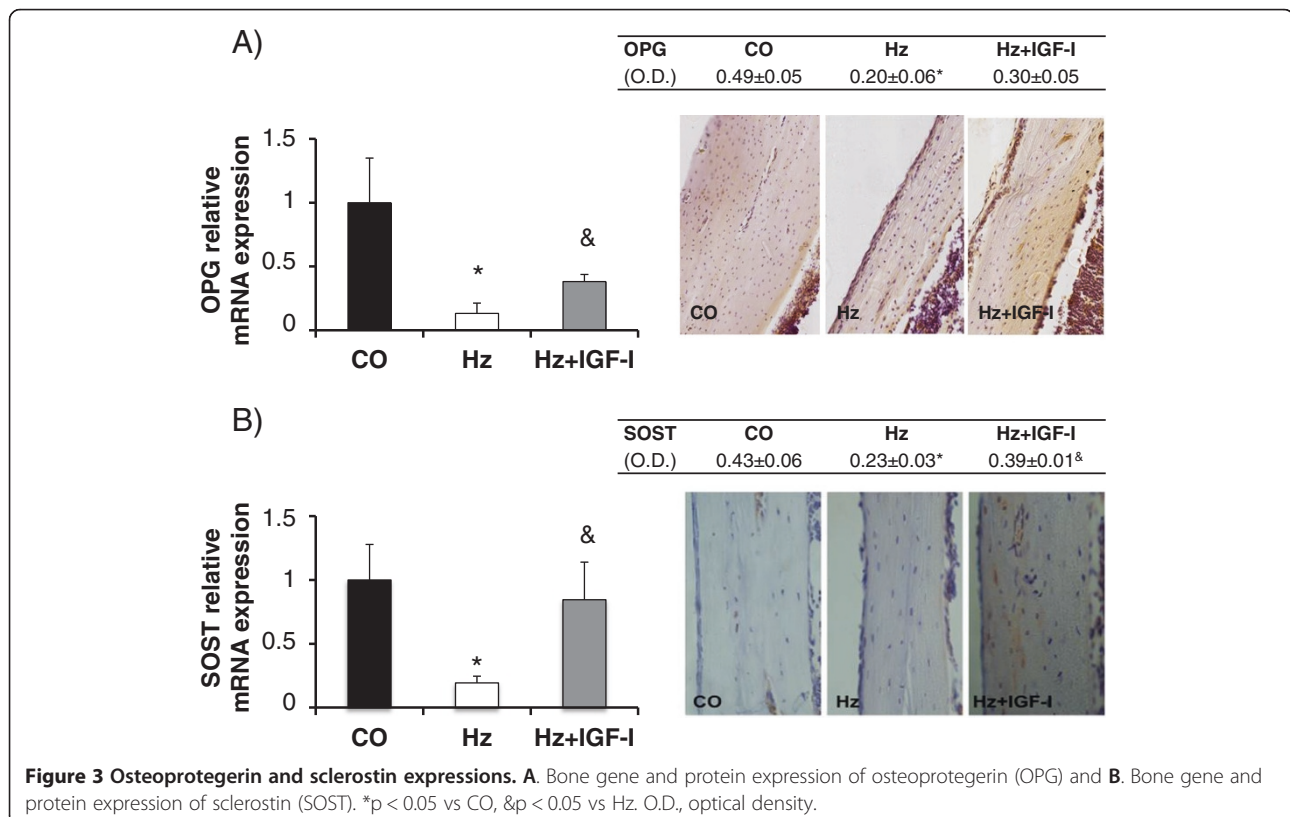 A)
OPG CO Hz Hz+IGF-I
(O.D.) 0.49±0.05 0.20±0.06* 0.30±0.05
OPG relative
mRNA expression
1.5
1
0.5
0
*
&
CO Hz Hz+IGF-I
CO Hz Hz+IGF-I
B)
SOST CO Hz Hz+IGF-I
(O.D.) 0.43±0.06 0.23±0.03* 0.39±0.01&
SOST relative
mRNA expression
1.5
1
0.5
0
*
&
CO Hz Hz+IGF-I
CO Hz Hz+IGF-I
Figure 3 Osteoprotegerin and sclerostin expressions. A. Bone gene and protein expression of osteoprotegerin (OPG) and B. Bone gene and
protein expression of sclerostin (SOST). *p < 0.05 vs CO, &p < 0.05 vs Hz. O.D., optical density.